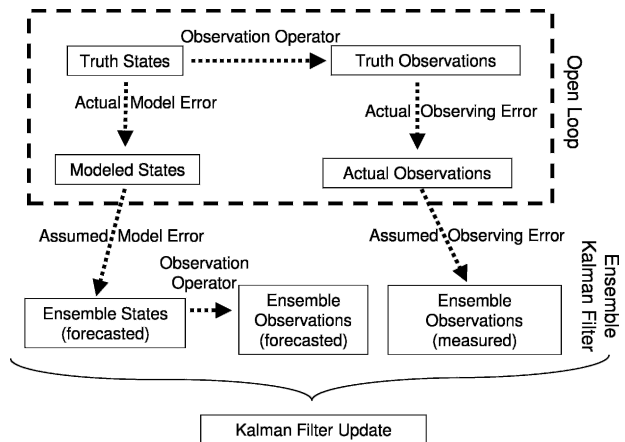 Observation Operator
Truth States
Truth Observations
Actual Model Error
Actual Observing Error
Modeled States
Actual Observations
Open Loop
Assumed Model Error
Assumed Observing Error
Observation
Operator
Ensemble States
(forecasted)
Ensemble
Observations
(forecasted)
Ensemble
Observations
(measured)
Ensemble
Kalman Filter
Kalman Filter Update